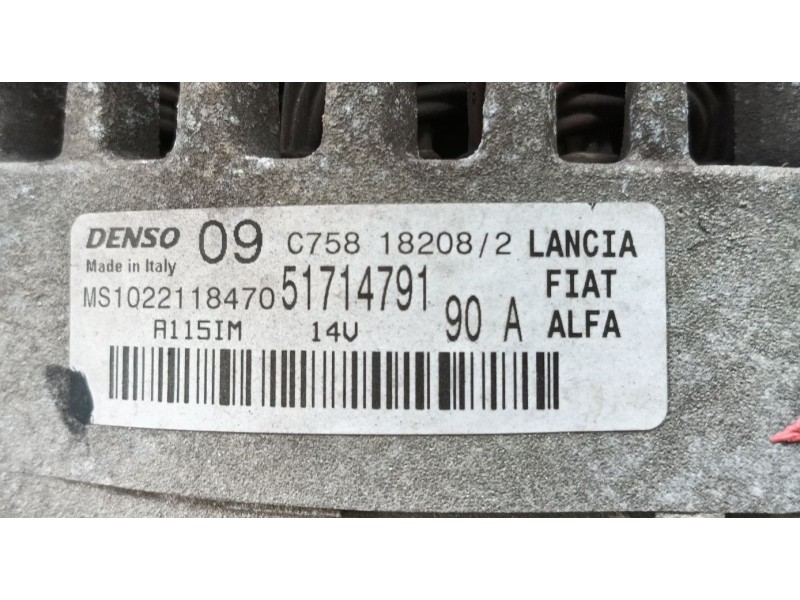 DENSO 09 C758 18208/2 LANCIA
Made in Italy
MS1022118470 51714791 FIAT
A115IM 14V 90 A ALFA